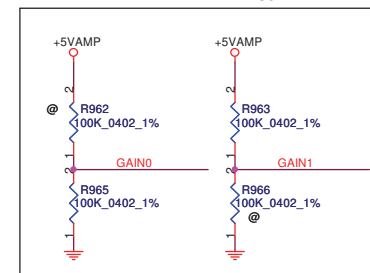 +5VAMP +5VAMP
2 2
@ R962 R963
100K_0402_1% 100K_0402_1%
1 1
GAIN0 GAIN1
2 2
R965 R966
100K_0402_1% 100K_0402_1%
@
1 1